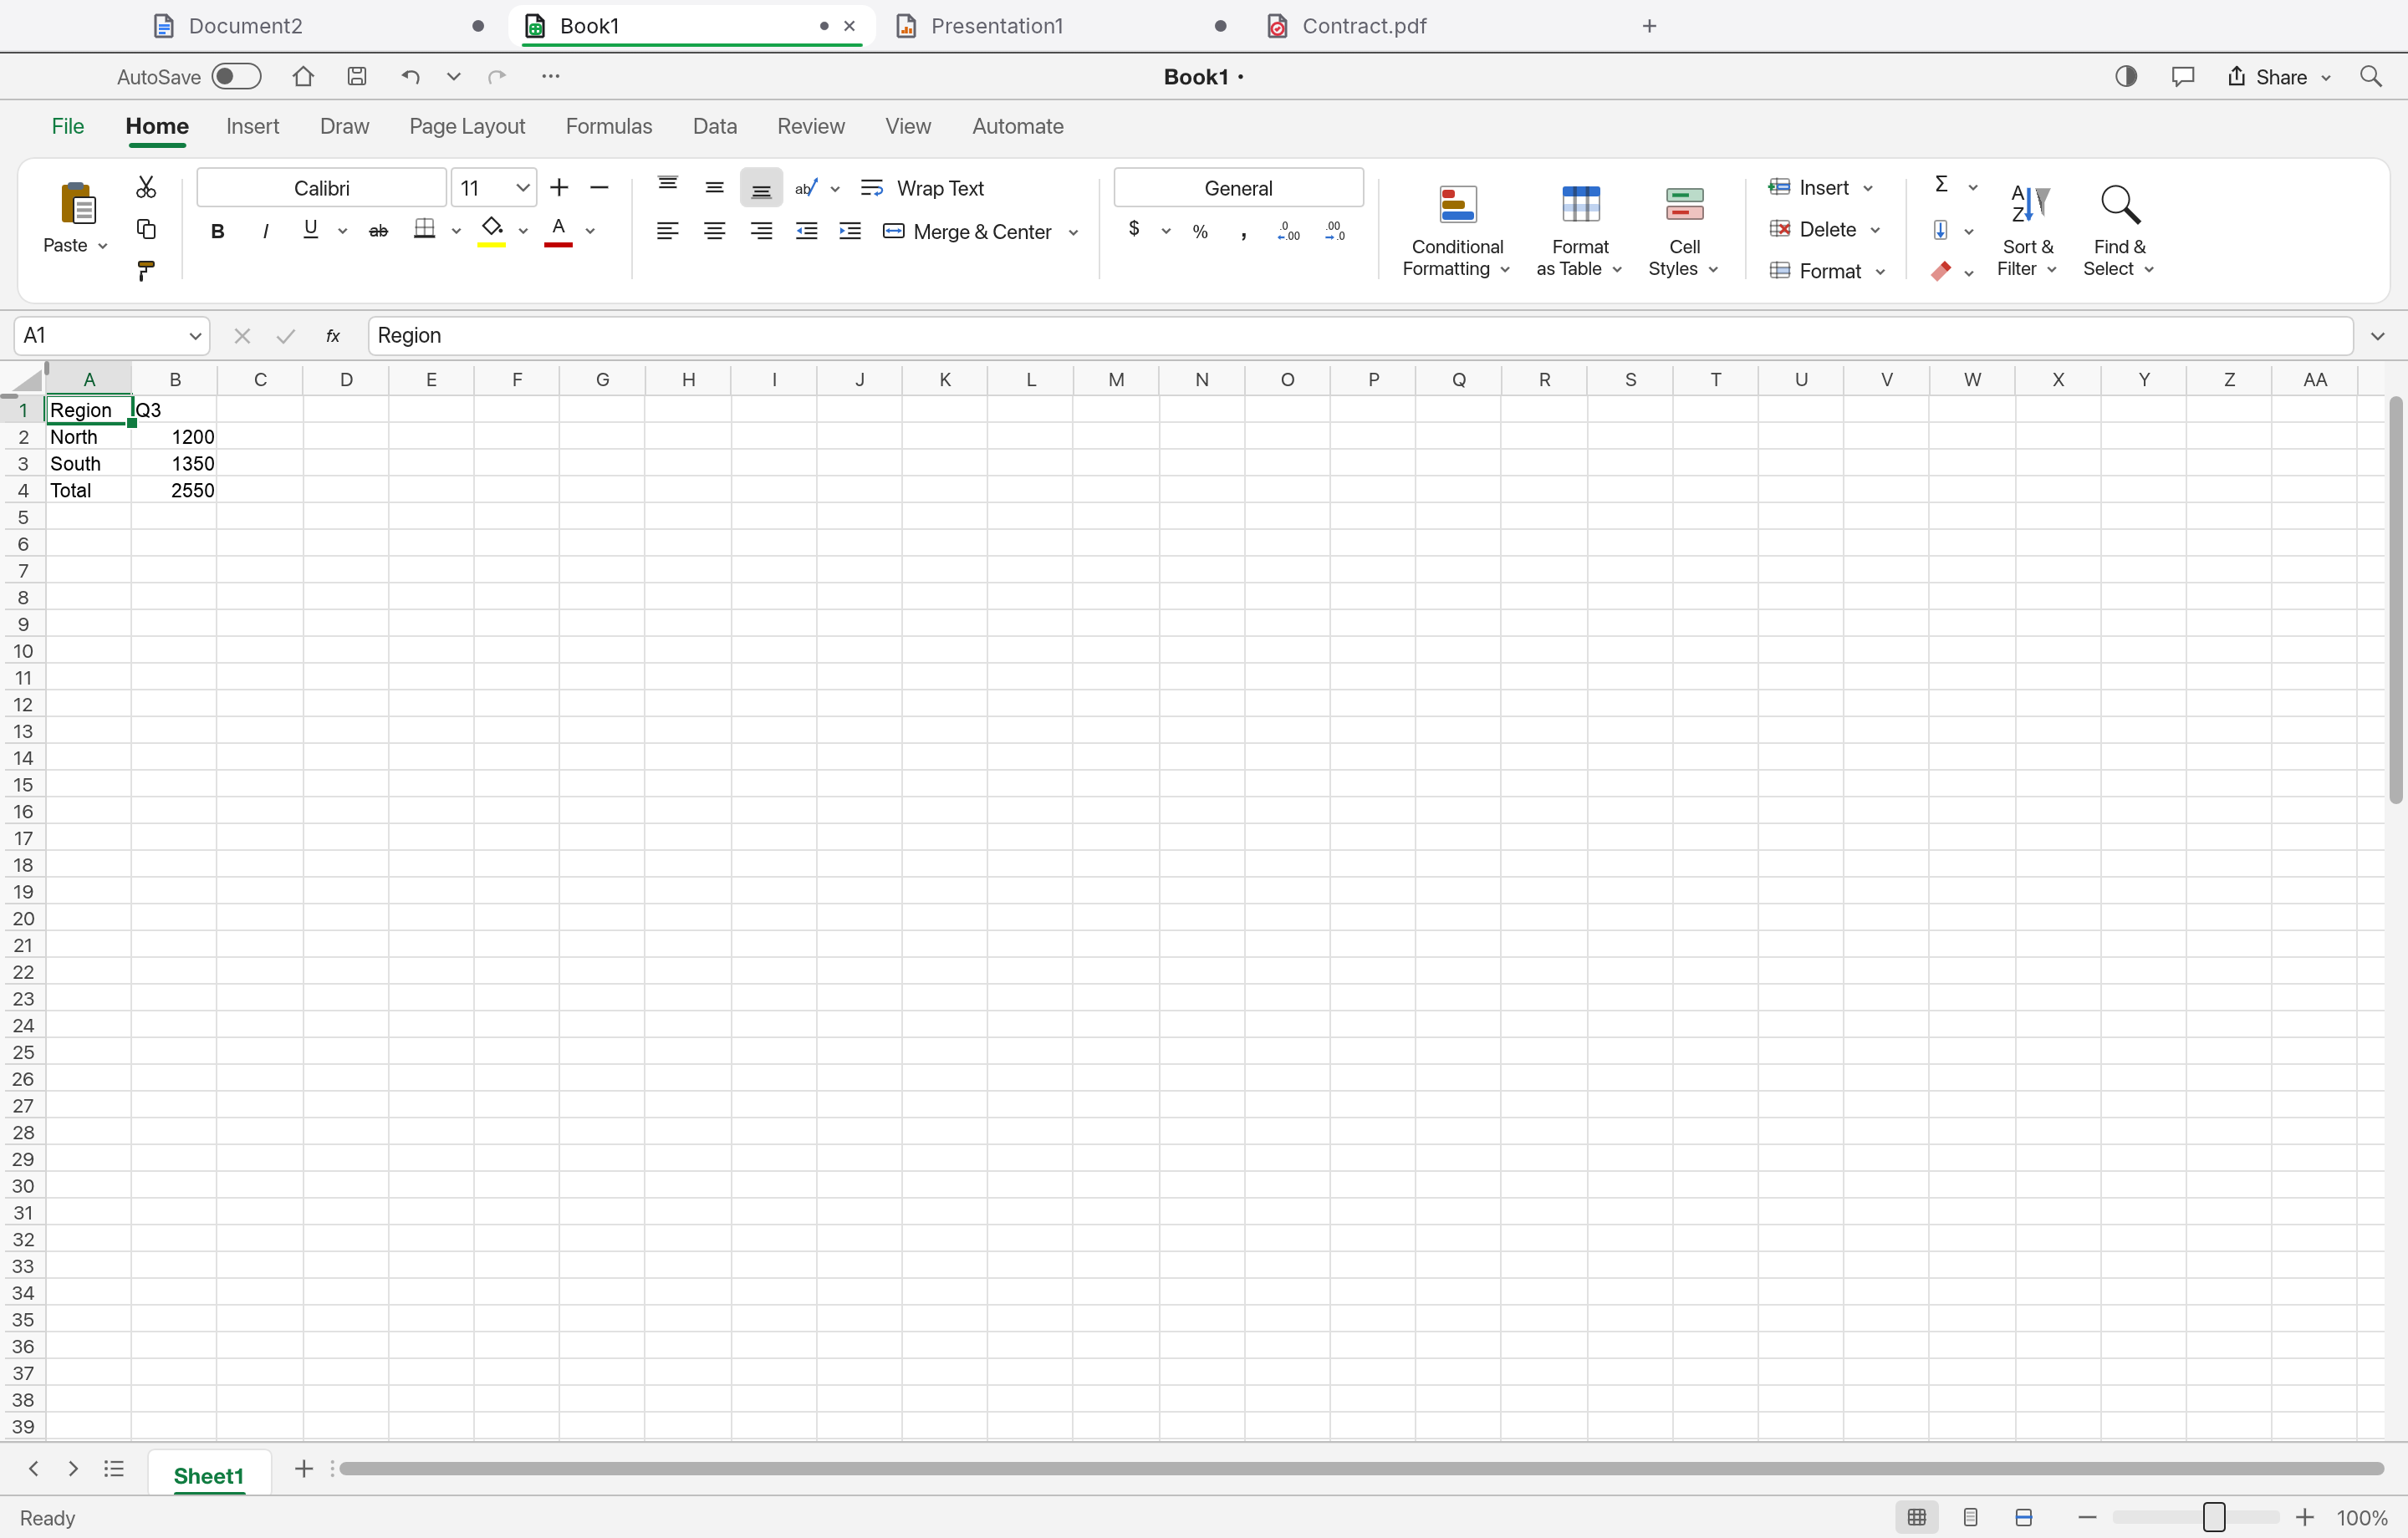 Document2 Book1 Presentation1 Contract.pdf
AutoSave Book1 • Share
File Home Insert Draw Page Layout Formulas Data Review View Automate
Paste Calibri 11 Wrap Text General Conditional Formatting Format as Table Cell Styles Insert Sort & Filter Find & Select
B I U ab A Merge & Center $ % , .0 .00 .00 .0 Delete
Format
A1 fx Region
A B C D E F G H I J K L M N O P Q R S T U V W X Y Z AA
1 Region Q3
2 North 1200
3 South 1350
4 Total 2550
5
6
7
8
9
10
11
12
13
14
15
16
17
18
19
20
21
22
23
24
25
26
27
28
29
30
31
32
33
34
35
36
37
38
39
Sheet1
Ready 100%